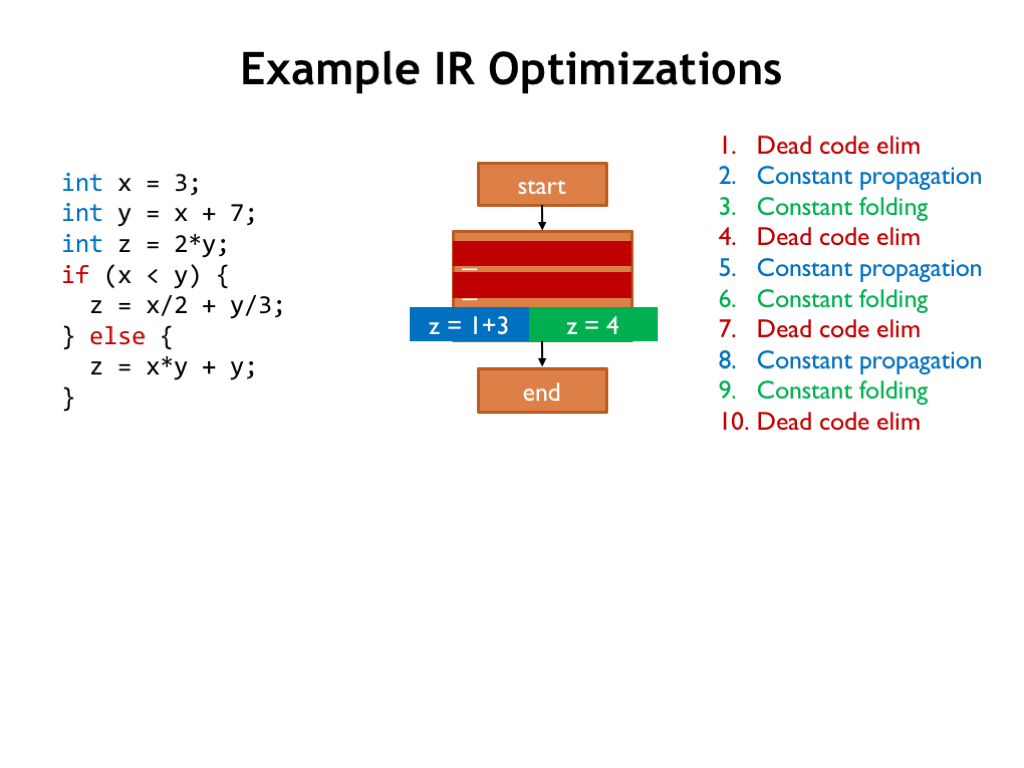 Example IR Optimizations
int x = 3;
int y = x + 7;
int z = 2*y;
if (x < y) {
  z = x/2 + y/3;
} else {
  z = x*y + y;
}
start
_
_
z = 1+3
z = 4
end
1. Dead code elim
2. Constant propagation
3. Constant folding
4. Dead code elim
5. Constant propagation
6. Constant folding
7. Dead code elim
8. Constant propagation
9. Constant folding
10. Dead code elim